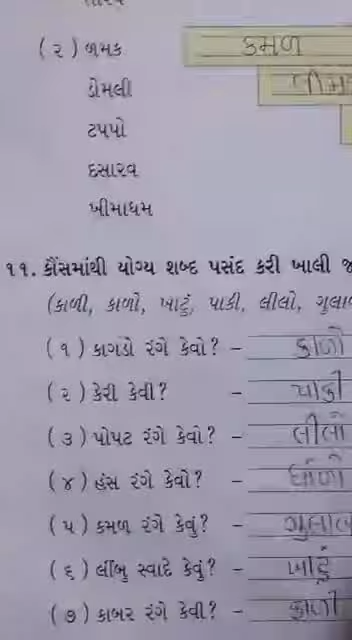 (૨) ળમક કમળ
ડોમલી લીમ
ટપપો
દસારવ
ખીમાધમ
૧૧. કૌંસમાંથી યોગ્ય શબ્દ પસંદ કરી ખાલી જ
(કાળી, કાળો, ખાટું, પાકી, લીલો, ગુલા
(૧) કાગડો રંગે કેવો? – કાળો
(૨) કેરી કેવી? – પાકી
(૩) પોપટ રંગે કેવો? – લીલો
(૪) હંસ રંગે કેવો? – ધોળો
(૫) કમળ રંગે કેવું? – ગુલાબ
(૬) લીંબુ સ્વાદે કેવું? – ખાટું
(૭) કાબર રંગે કેવી? – કાળી